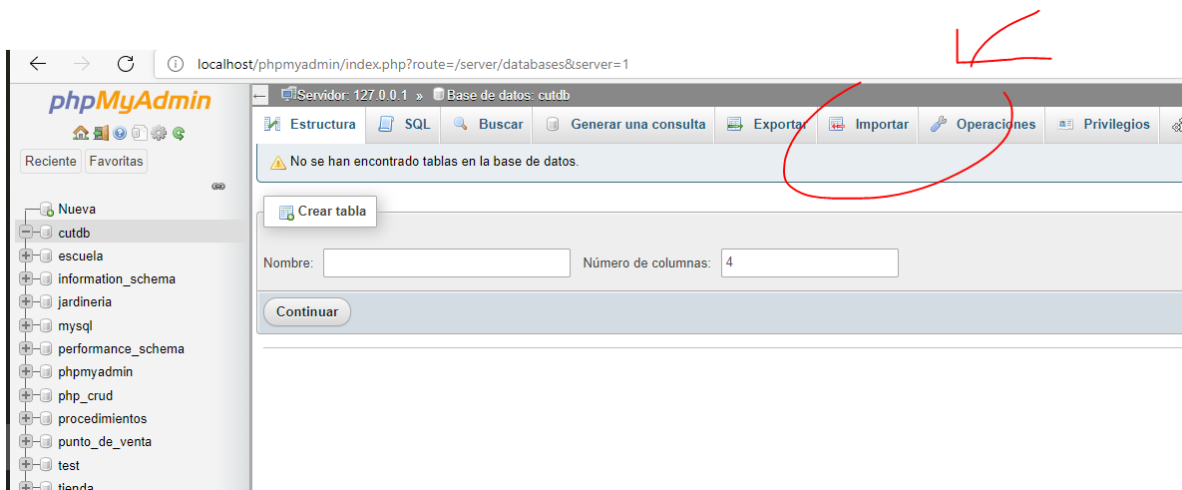 localhost/phpmyadmin/index.php?route=/server/databases&server=1
phpMyAdmin
Reciente Favoritas
Nueva
cutdb
escuela
information_schema
jardineria
mysql
performance_schema
phpmyadmin
php_crud
procedimientos
punto_de_venta
test
tienda
Servidor: 127.0.0.1 » Base de datos: cutdb
Estructura SQL Buscar Generar una consulta Exportar Importar Operaciones Privilegios
No se han encontrado tablas en la base de datos.
Crear tabla
Nombre: Número de columnas: 4
Continuar